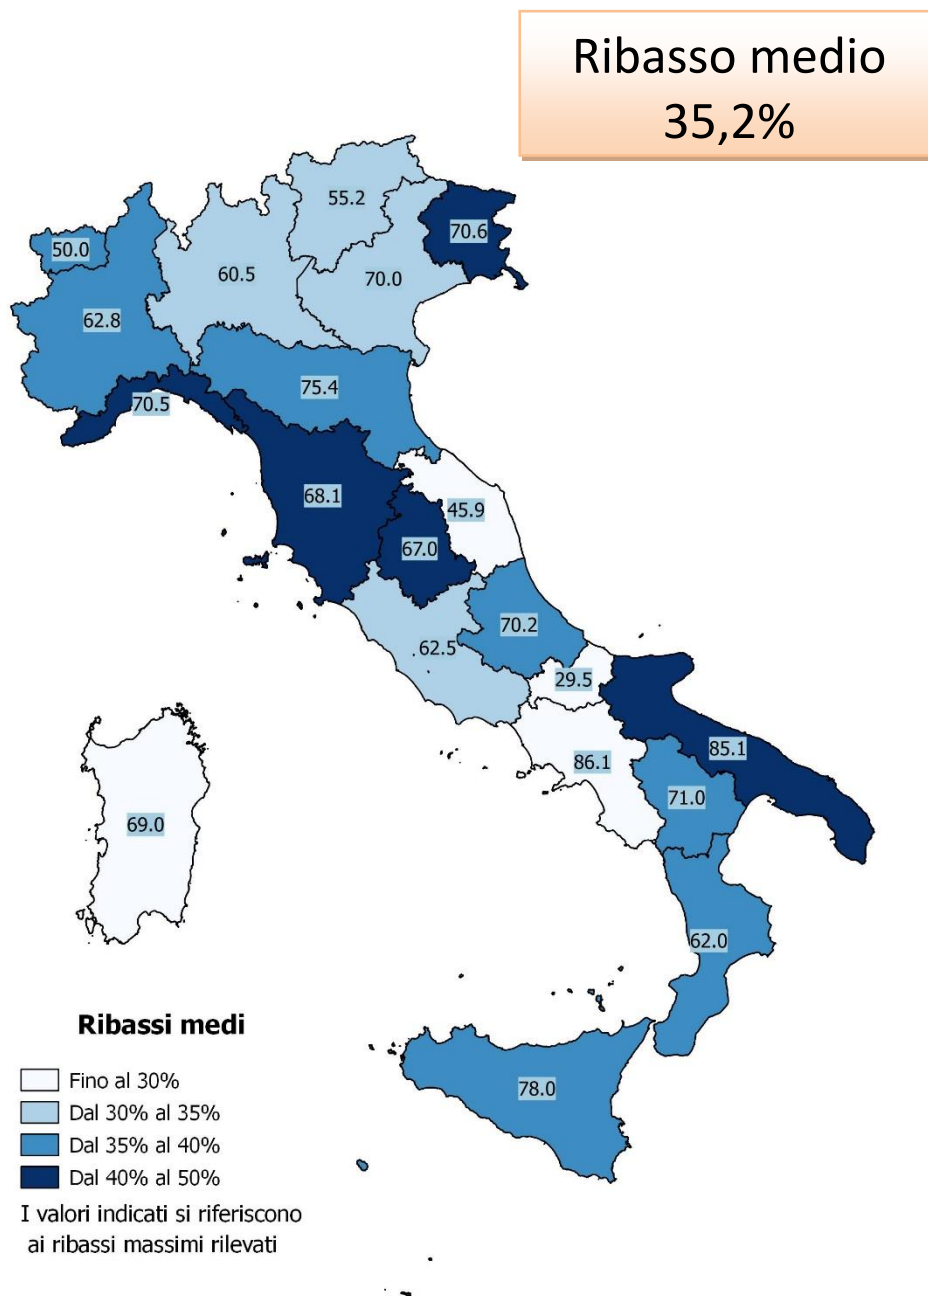 Ribasso medio
35,2%
55.2
70.6
50.0
60.5
70.0
62.8
75.4
70.5
68.1
45.9
67.0
70.2
62.5
29.5
85.1
86.1
71.0
69.0
62.0
78.0
Ribassi medi
Fino al 30%
Dal 30% al 35%
Dal 35% al 40%
Dal 40% al 50%
I valori indicati si riferiscono
ai ribassi massimi rilevati